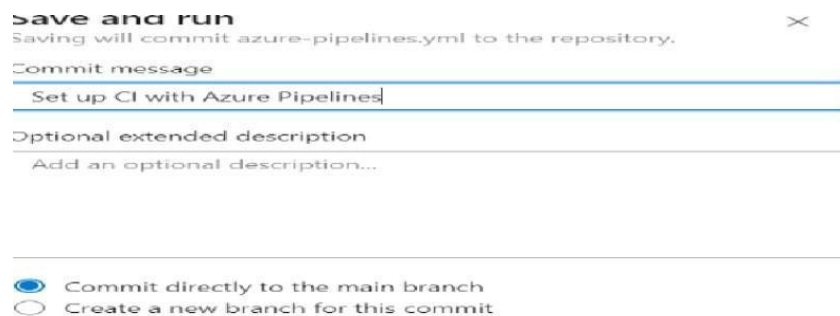 Save and run
Saving will commit azure-pipelines.yml to the repository.
Commit message
Set up CI with Azure Pipelines
Optional extended description
Add an optional description...
Commit directly to the main branch
Create a new branch for this commit